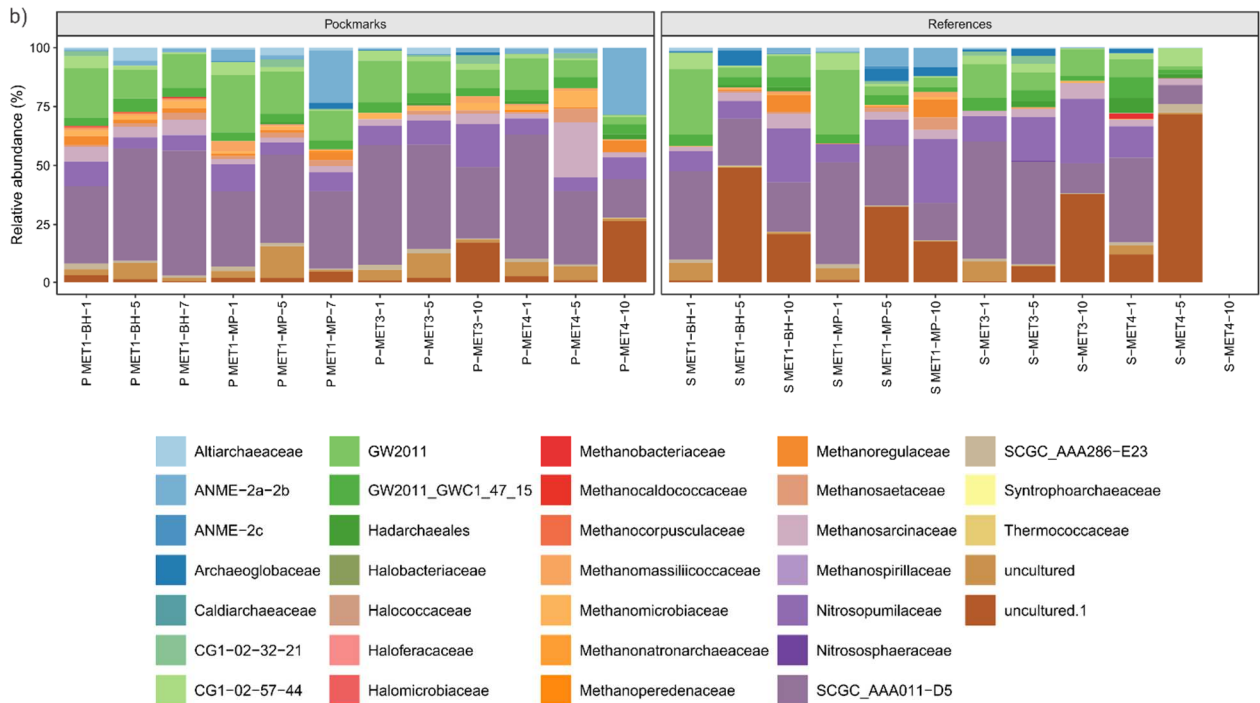 b)
Pockmarks
References
Relative abundance (%)
100
75
50
25
0
P MET1−BH−1
P MET1−BH−5
P MET1−BH−7
P MET1−MP−1
P MET1−MP−5
P MET1−MP−7
P−MET3−1
P−MET3−5
P−MET3−10
P−MET4−1
P−MET4−5
P−MET4−10
S MET1−BH−1
S MET1−BH−5
S MET1−BH−10
S MET1−MP−1
S MET1−MP−5
S MET1−MP−10
S−MET3−1
S−MET3−5
S−MET3−10
S−MET4−1
S−MET4−5
S−MET4−10
Altiarchaeaceae
ANME−2a−2b
ANME−2c
Archaeoglobaceae
Caldiarchaeaceae
CG1−02−32−21
CG1−02−57−44
GW2011
GW2011_GWC1_47_15
Hadarchaeales
Halobacteriaceae
Halococcaceae
Haloferacaceae
Halomicrobiaceae
Methanobacteriaceae
Methanocaldococcaceae
Methanocorpusculaceae
Methanomassiliicoccaceae
Methanomicrobiaceae
Methanonatronarchaeaceae
Methanoperedenaceae
Methanoregulaceae
Methanosaetaceae
Methanosarcinaceae
Methanospirillaceae
Nitrosopumilaceae
Nitrososphaeraceae
SCGC_AAA011−D5
SCGC_AAA286−E23
Syntrophoarchaeaceae
Thermococcaceae
uncultured
uncultured.1